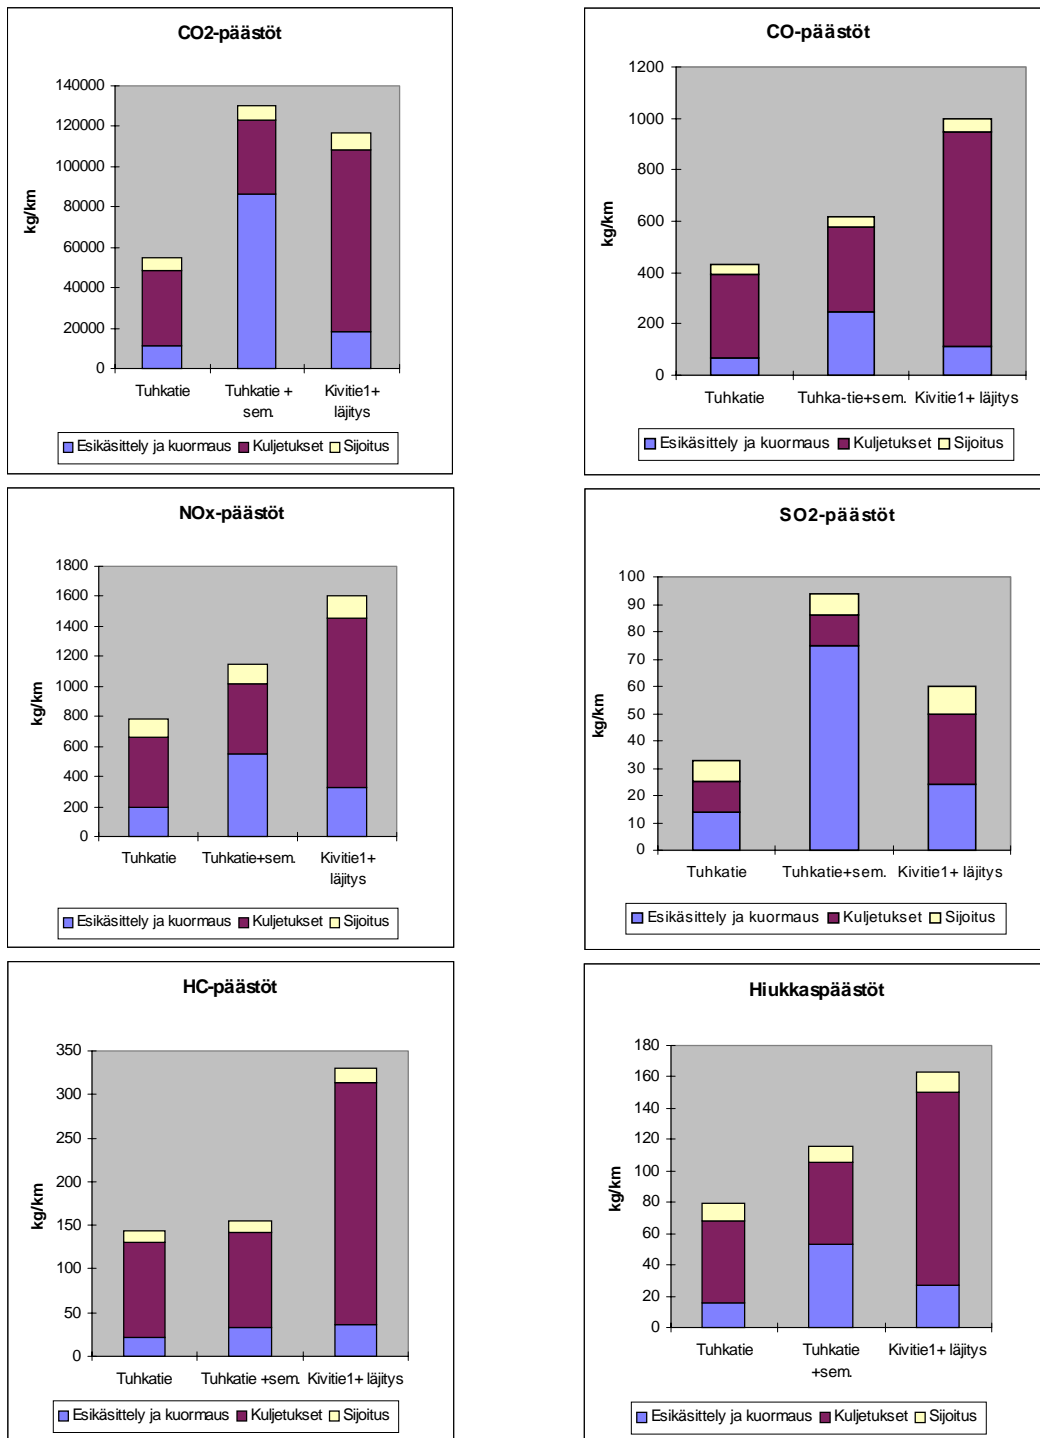 CO2-päästöt
140000
120000
100000
80000
60000
40000
20000
0
kg/km
Tuhkatie
Tuhkatie +
sem.
Kivitie1+
läjitys
Esikäsittely ja kuormaus Kuljetukset Sijoitus
CO-päästöt
1200
1000
800
600
400
200
0
kg/km
Tuhkatie Tuhka-tie+sem. Kivitie1+ läjitys
Esikäsittely ja kuormaus Kuljetukset Sijoitus
NOx-päästöt
1800
1600
1400
1200
1000
800
600
400
200
0
kg/km
Tuhkatie Tuhkatie+sem. Kivitie1+
läjitys
Esikäsittely ja kuormaus Kuljetukset Sijoitus
SO2-päästöt
100
90
80
70
60
50
40
30
20
10
0
kg/km
Tuhkatie Tuhkatie+sem. Kivitie1+ läjitys
Esikäsittely ja kuormaus Kuljetukset Sijoitus
HC-päästöt
350
300
250
200
150
100
50
0
kg/km
Tuhkatie Tuhkatie +sem. Kivitie1+ läjitys
Esikäsittely ja kuormaus Kuljetukset Sijoitus
Hiukkaspäästöt
180
160
140
120
100
80
60
40
20
0
kg/km
Tuhkatie Tuhkatie
+sem. Kivitie1+ läjitys
Esikäsittely ja kuormaus Kuljetukset Sijoitus